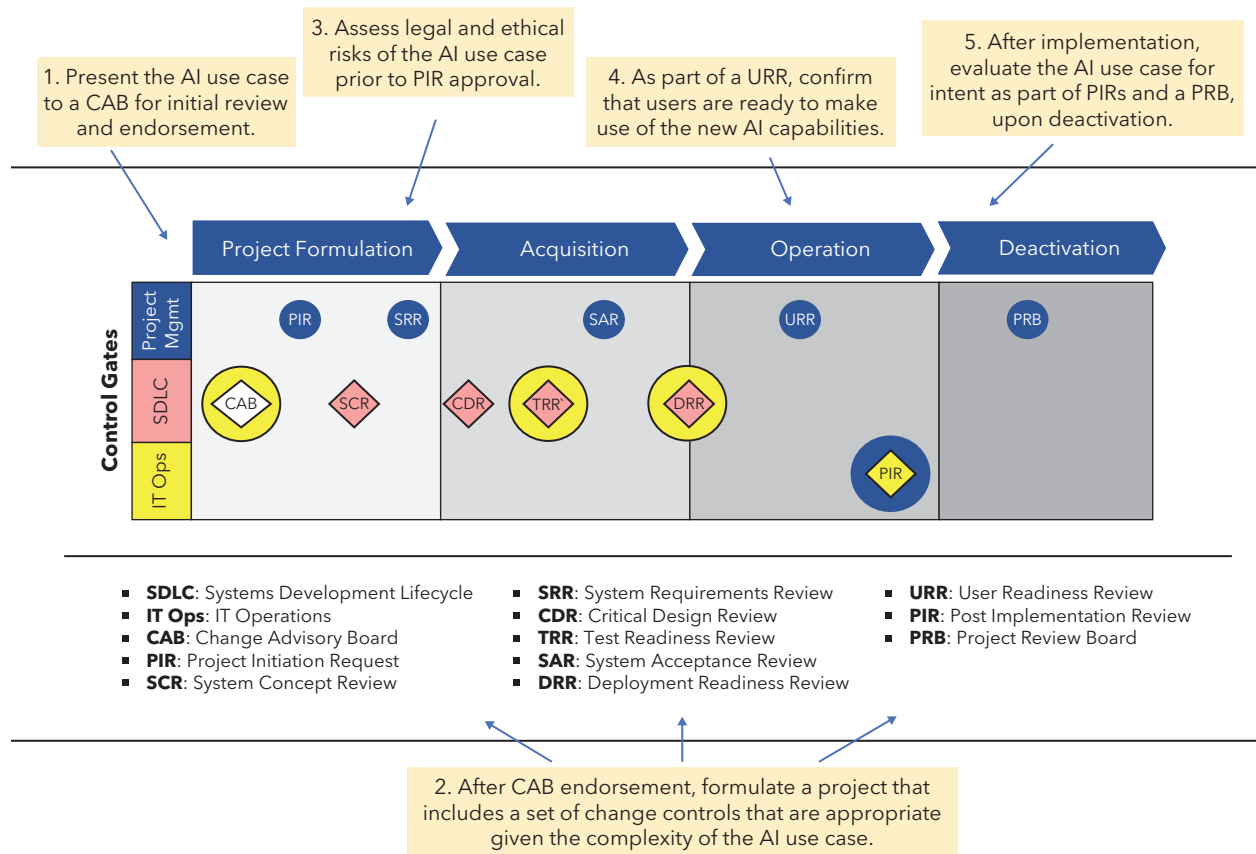 3. Assess legal and ethical
risks of the AI use case
prior to PIR approval.
1. Present the AI use case
to a CAB for initial review
and endorsement.
4. As part of a URR, confirm
that users are ready to make
use of the new AI capabilities.
5. After implementation,
evaluate the AI use case for
intent as part of PIRs and a PRB,
upon deactivation.
Project Formulation
Acquisition
Operation
Deactivation
Control Gates
Project
Mgmt
PIR
SRR
SAR
URR
PRB
SDLC
CAB
SCR
CDR
TRR`
DRR
IT Ops
PIR
▪ SDLC: Systems Development Lifecycle
▪ IT Ops: IT Operations
▪ CAB: Change Advisory Board
▪ PIR: Project Initiation Request
▪ SCR: System Concept Review
▪ SRR: System Requirements Review
▪ CDR: Critical Design Review
▪ TRR: Test Readiness Review
▪ SAR: System Acceptance Review
▪ DRR: Deployment Readiness Review
▪ URR: User Readiness Review
▪ PIR: Post Implementation Review
▪ PRB: Project Review Board
2. After CAB endorsement, formulate a project that
includes a set of change controls that are appropriate
given the complexity of the AI use case.